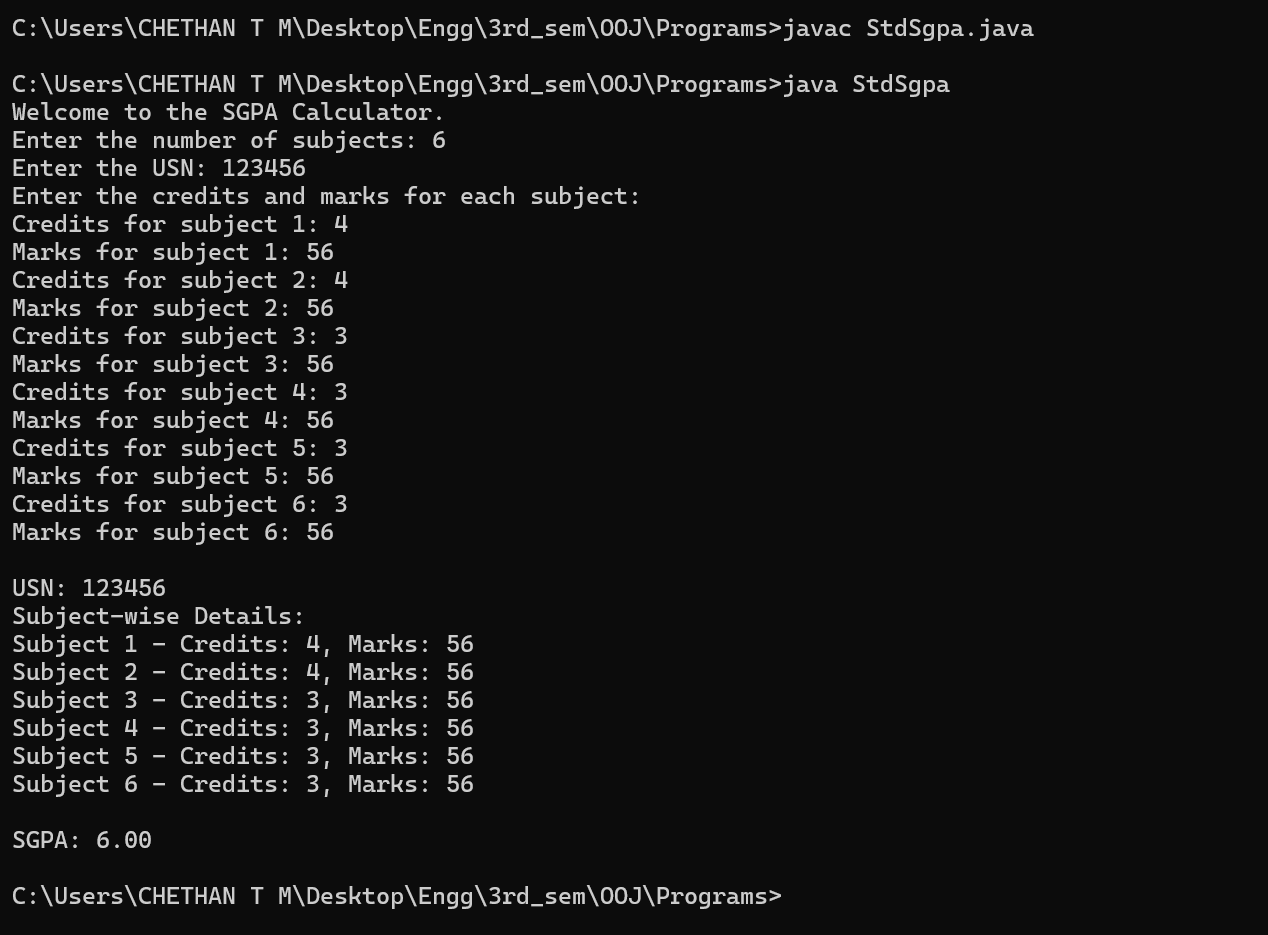 C:\Users\CHETHAN T M\Desktop\Engg\3rd_sem\OOJ\Programs>javac StdSgpa.java
C:\Users\CHETHAN T M\Desktop\Engg\3rd_sem\OOJ\Programs>java StdSgpa
Welcome to the SGPA Calculator.
Enter the number of subjects: 6
Enter the USN: 123456
Enter the credits and marks for each subject:
Credits for subject 1: 4
Marks for subject 1: 56
Credits for subject 2: 4
Marks for subject 2: 56
Credits for subject 3: 3
Marks for subject 3: 56
Credits for subject 4: 3
Marks for subject 4: 56
Credits for subject 5: 3
Marks for subject 5: 56
Credits for subject 6: 3
Marks for subject 6: 56
USN: 123456
Subject-wise Details:
Subject 1 - Credits: 4, Marks: 56
Subject 2 - Credits: 4, Marks: 56
Subject 3 - Credits: 3, Marks: 56
Subject 4 - Credits: 3, Marks: 56
Subject 5 - Credits: 3, Marks: 56
Subject 6 - Credits: 3, Marks: 56
SGPA: 6.00
C:\Users\CHETHAN T M\Desktop\Engg\3rd_sem\OOJ\Programs>